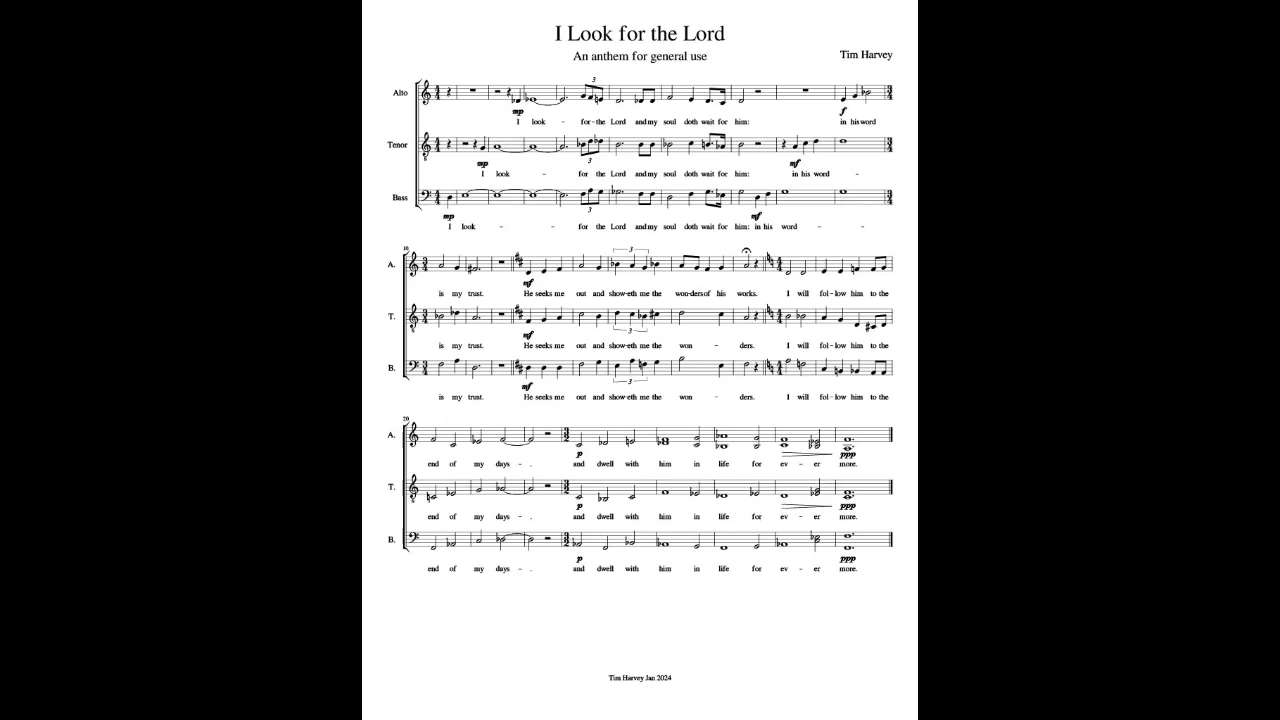 I Look for the Lord
An anthem for general use
Tim Harvey
3
Alto
mp
f
I look - for-the Lord and my soul doth wait for him: in his word
Tenor
mp
3
mf
I look - for the Lord and my soul doth wait for him: in his word -
Bass
mp
3
mf
I look - - for the Lord and my soul doth wait for him: in his word - -
10
3
A.
mf
is my trust. He seeks me out and show-eth me the won-ders of his works. I will fol-low him to the
T.
mf
3
is my trust. He seeks me out and show-eth me the won - ders. I will fol-low him to the
B.
mf
3
is my trust. He seeks me out and show-eth me the won - ders. I will fol-low him to the
20
A.
p
ppp
end of my days - . and dwell with him in life for ev - er more.
T.
p
ppp
end of my days - . and dwell with him in life for ev - er more.
B.
p
ppp
end of my days - . and dwell with him in life for ev - er more.
Tim Harvey Jan 2024